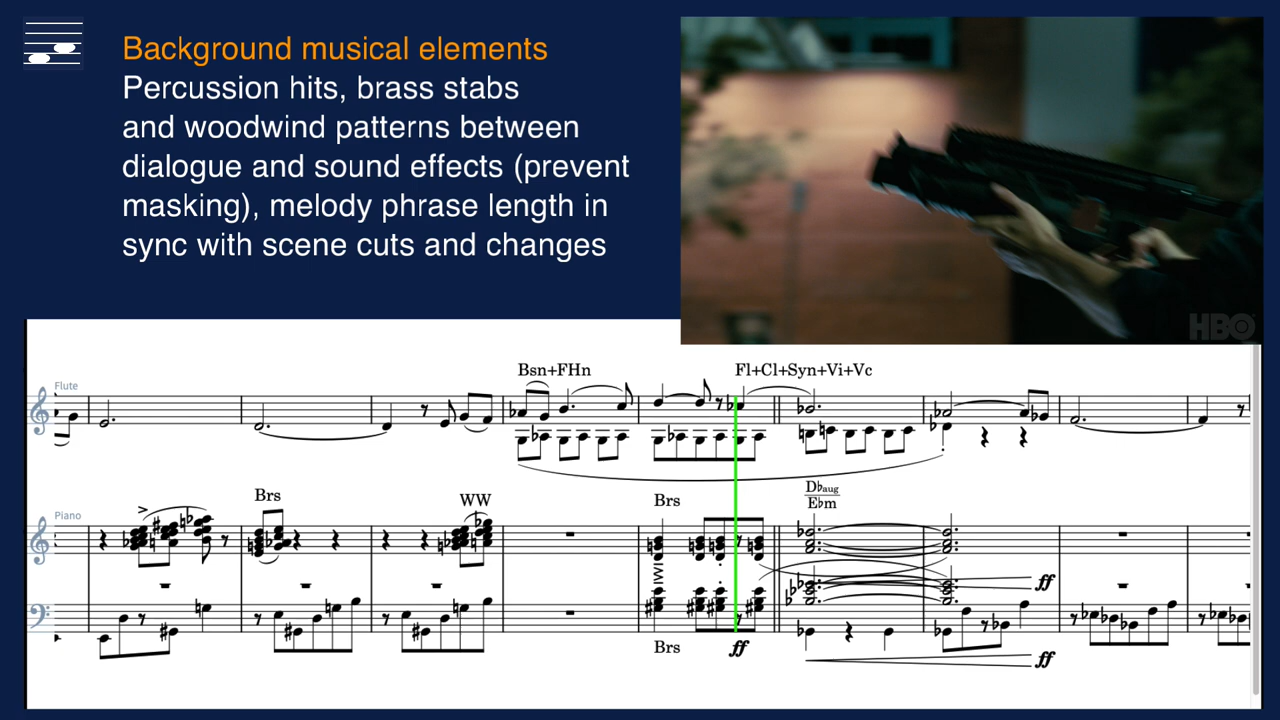 Background musical elements
Percussion hits, brass stabs
and woodwind patterns between
dialogue and sound effects (prevent
masking), melody phrase length in
sync with scene cuts and changes
HBO
Bsn+FHn
Fl+Cl+Syn+Vi+Vc
Flute
Brs
WW
Brs
D♭aug
E♭m
Piano
ff
Brs
ff
ff